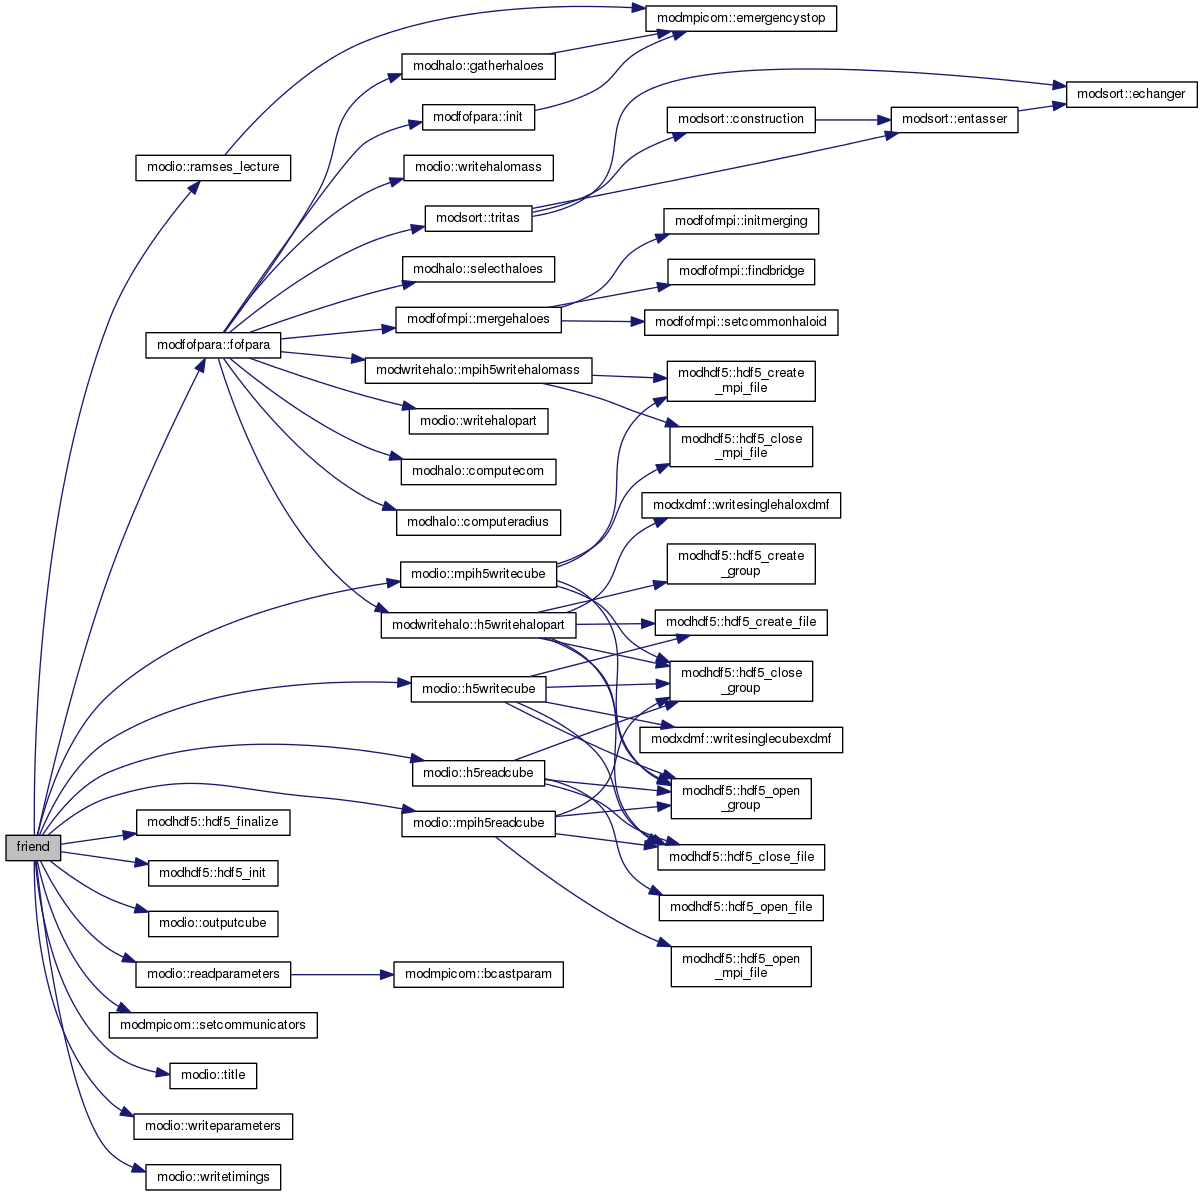 modmpicom::emergencystop
modhalo::gatherhaloes
modsort::echanger
modfofpara::init
modsort::construction
modsort::entasser
modio::ramses_lecture
modio::writehalomass
modsort::tritas
modfofmpi::initmerging
modhalo::selecthaloes
modfofmpi::findbridge
modfofmpi::mergehaloes
modfofmpi::setcommonhaloid
modfofpara::fofpara
modwritehalo::mpih5writehalomass
modhdf5::hdf5_create
_mpi_file
modio::writehalopart
modhdf5::hdf5_close
_mpi_file
modhalo::computecom
modxdmf::writesinglehaloxdmf
modhalo::computeradius
modhdf5::hdf5_create
_group
modio::mpih5writecube
modwritehalo::h5writehalopart
modhdf5::hdf5_create_file
modhdf5::hdf5_close
_group
modio::h5writecube
modxdmf::writesinglecubexdmf
modio::h5readcube
modhdf5::hdf5_open
_group
modhdf5::hdf5_finalize
modio::mpih5readcube
friend
modhdf5::hdf5_close_file
modhdf5::hdf5_init
modhdf5::hdf5_open_file
modio::outputcube
modhdf5::hdf5_open
_mpi_file
modio::readparameters
modmpicom::bcastparam
modmpicom::setcommunicators
modio::title
modio::writeparameters
modio::writetimings